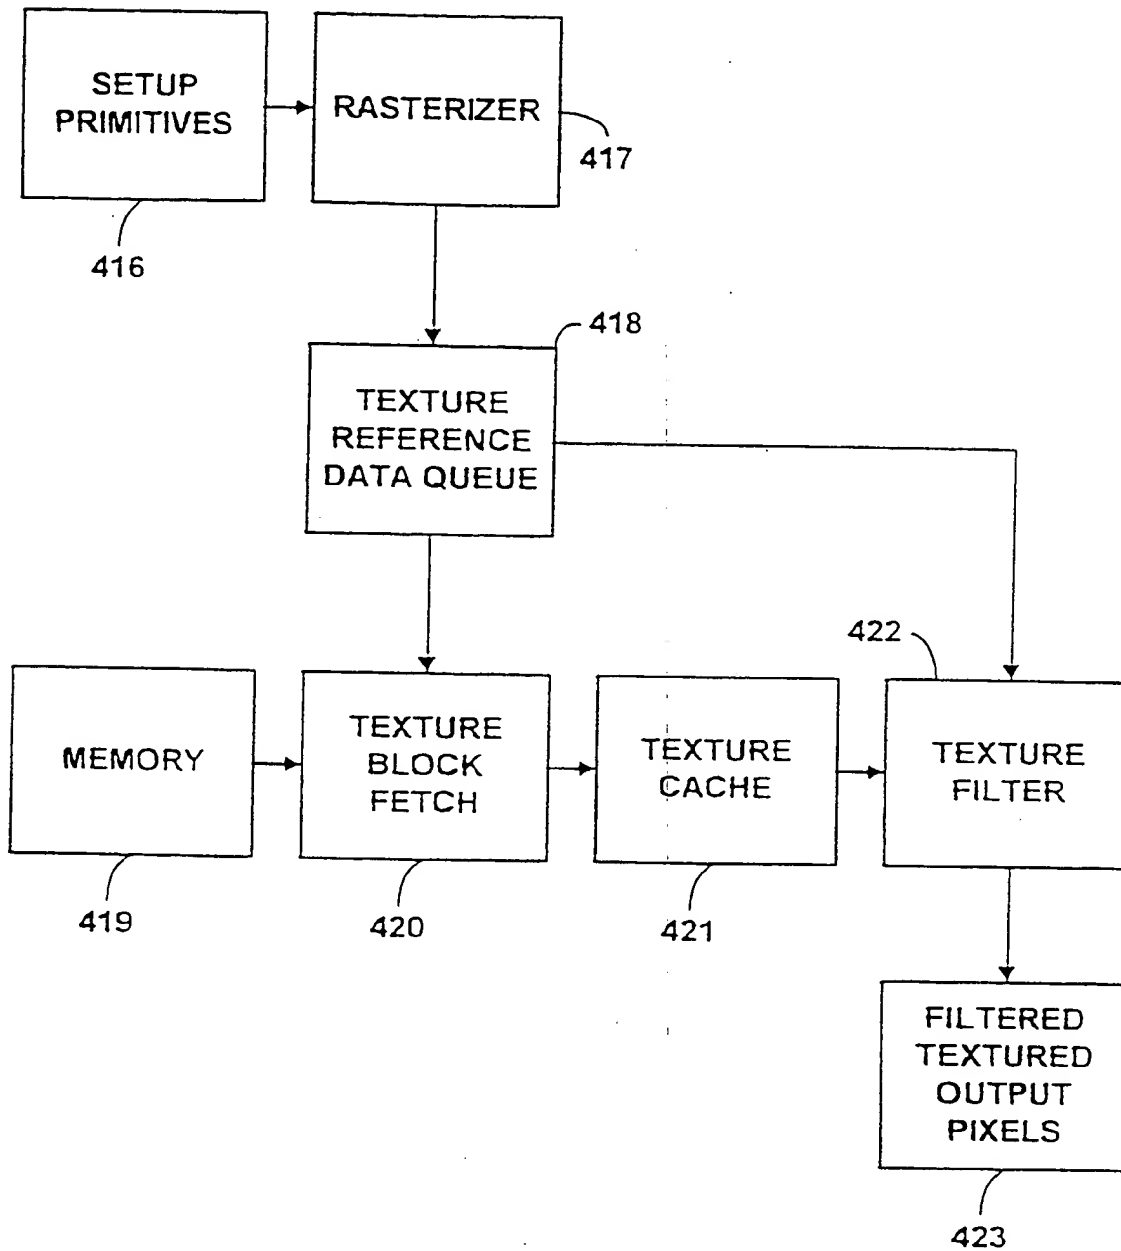 SETUP
PRIMITIVES
416
RASTERIZER
417
418
TEXTURE
REFERENCE
DATA QUEUE
MEMORY
419
TEXTURE
BLOCK
FETCH
420
TEXTURE
CACHE
421
422
TEXTURE
FILTER
FILTERED
TEXTURED
OUTPUT
PIXELS
423